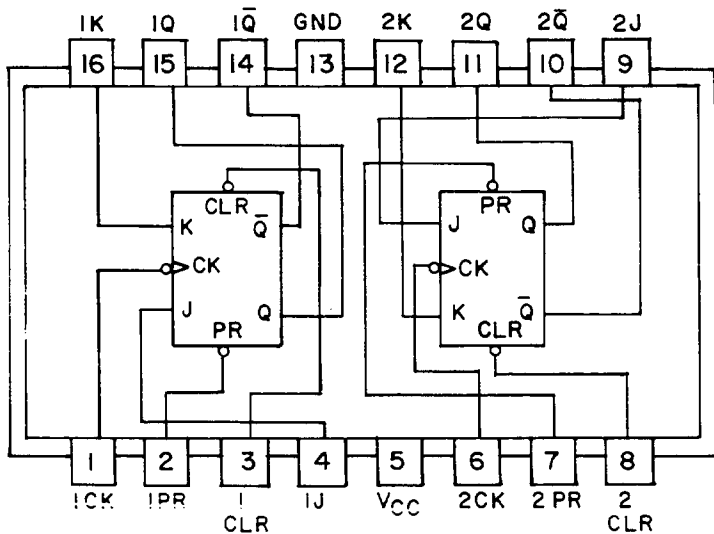 1K 1Q 1Q̅ GND 2K 2Q 2Q̅ 2J
16 15 14 13 12 11 10 9
CLR PR
K Q̅ J Q
CK CK
J Q K Q̅
PR CLR
1 2 3 4 5 6 7 8
1CK 1PR 1 1J VCC 2CK 2PR 2
CLR CLR